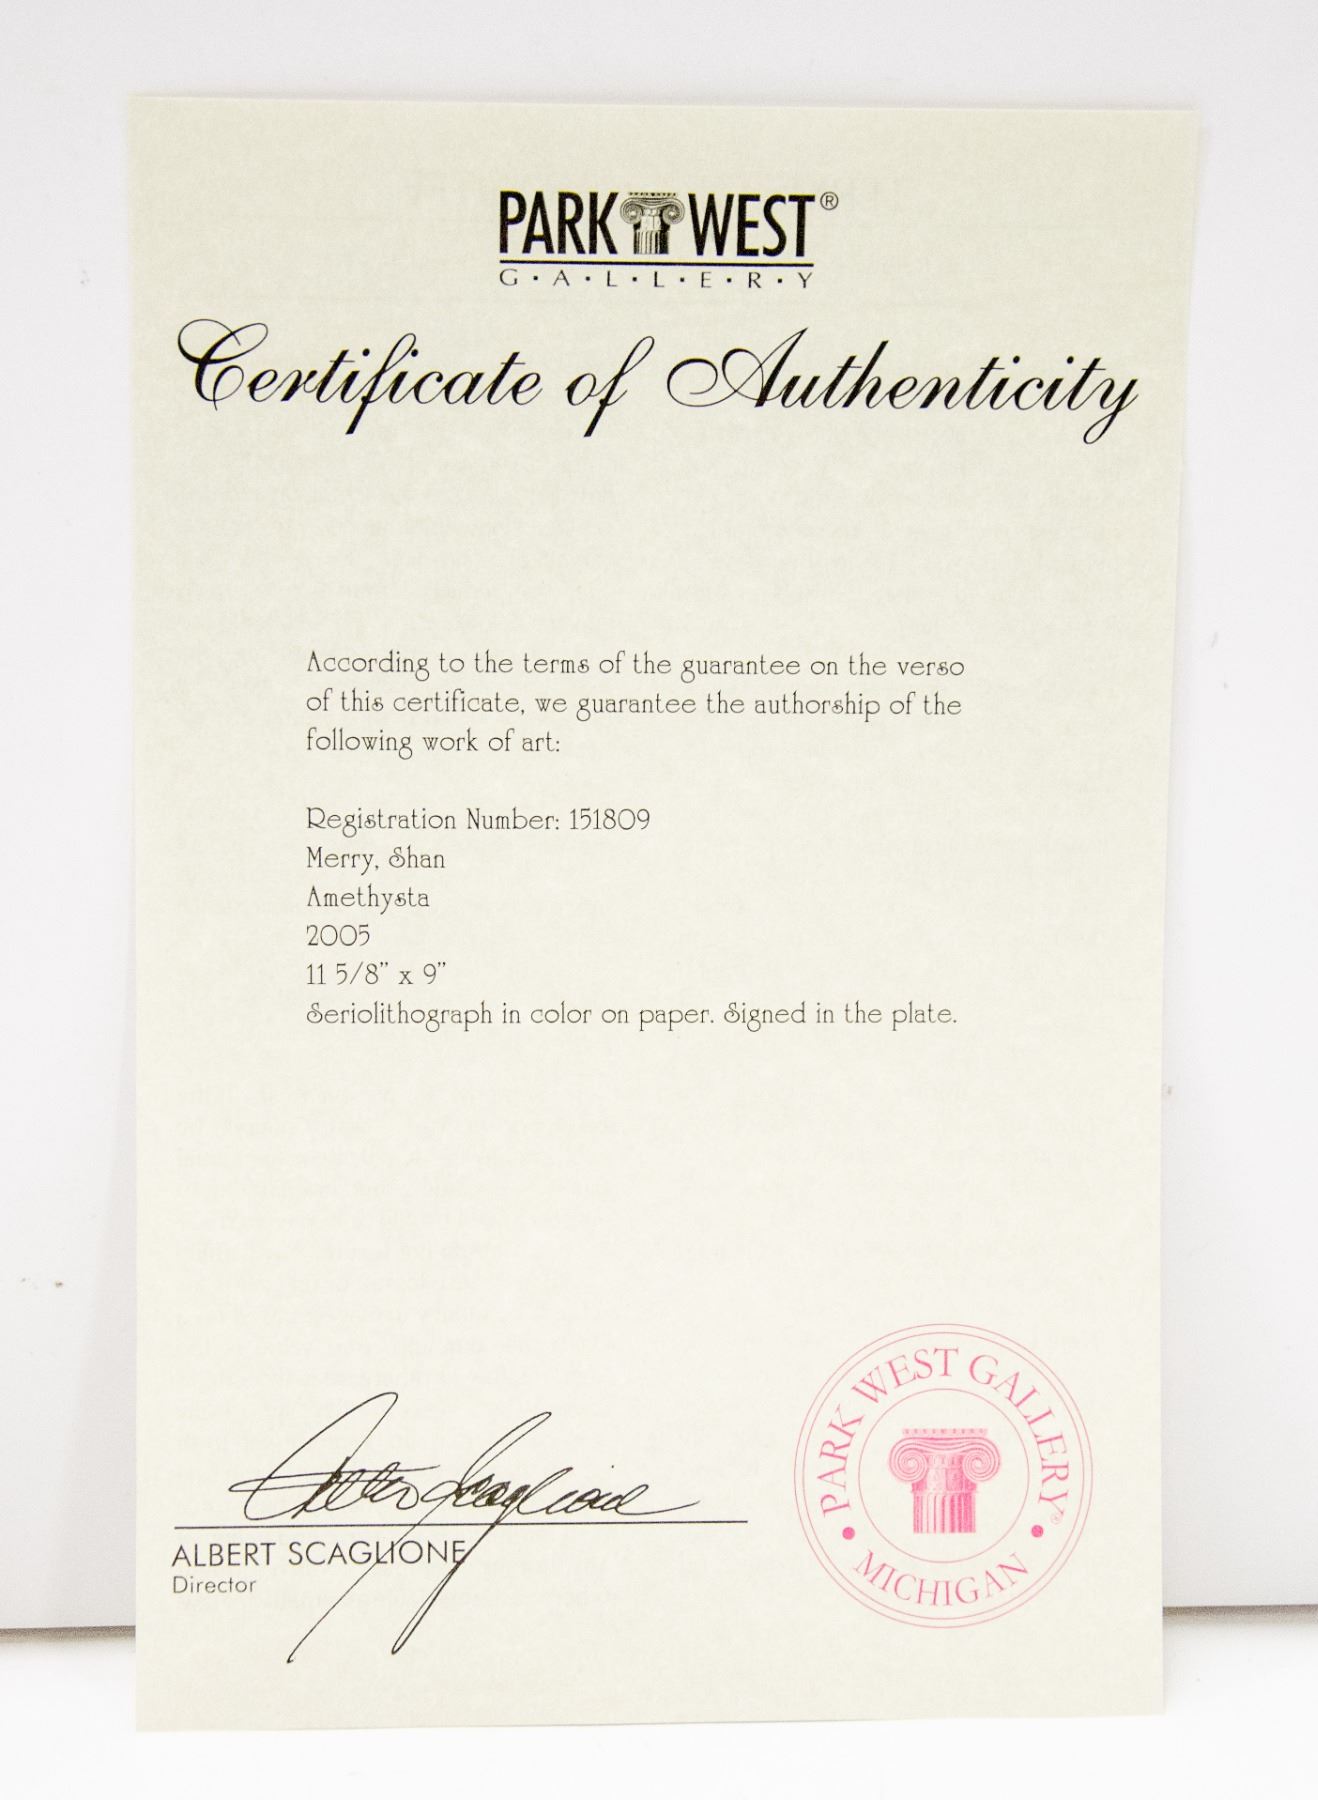 PARK WEST®
G·A·L·L·E·R·Y
Certificate of Authenticity
According to the terms of the guarantee on the verso
of this certificate, we guarantee the authorship of the
following work of art:
Registration Number: 151809
Merry, Shan
Amethysta
2005
11 5/8” x 9”
Seriolithograph in color on paper. Signed in the plate.
Albert Scaglione
ALBERT SCAGLIONE
Director
PARK WEST GALLERY®
• MICHIGAN •